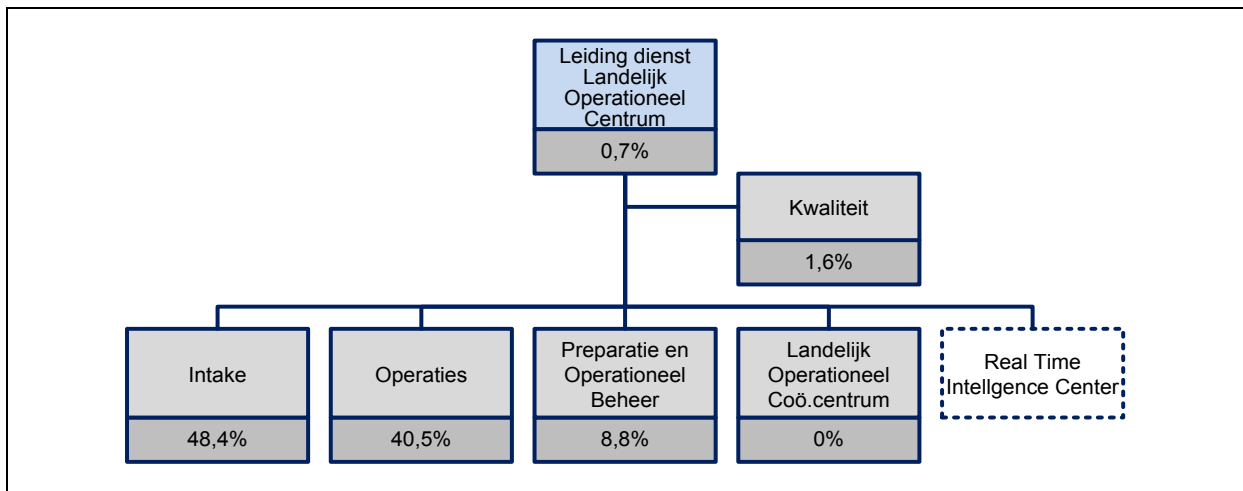 Leiding dienst
Landelijk
Operationeel
Centrum
0,7%
Kwaliteit
1,6%
Intake
48,4%
Operaties
40,5%
Preparatie en
Operationeel
Beheer
8,8%
Landelijk
Operationeel
Coö.centrum
0%
Real Time
Intellgence Center